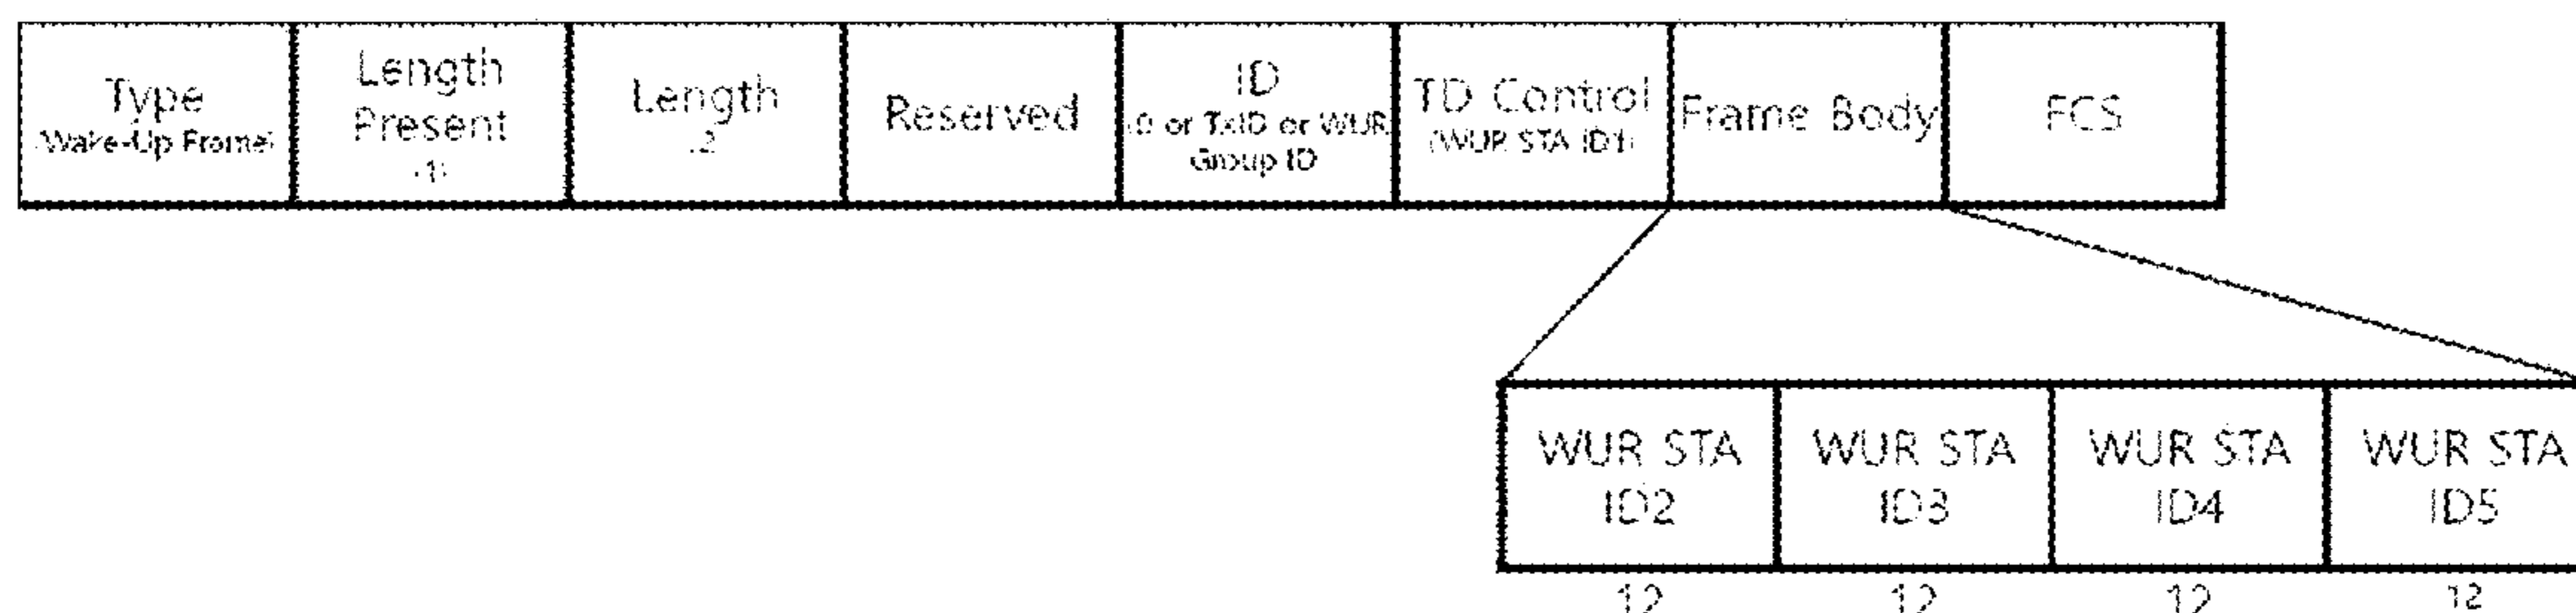 Type
(Wake-Up Frame)
Length
Present
(1)
Length
2
Reserved
ID
or TxID or WUR
Group ID
TD Control
(WUR STA ID1)
Frame Body
FCS
WUR STA
ID2
WUR STA
ID3
WUR STA
ID4
WUR STA
ID5
12
12
12
12